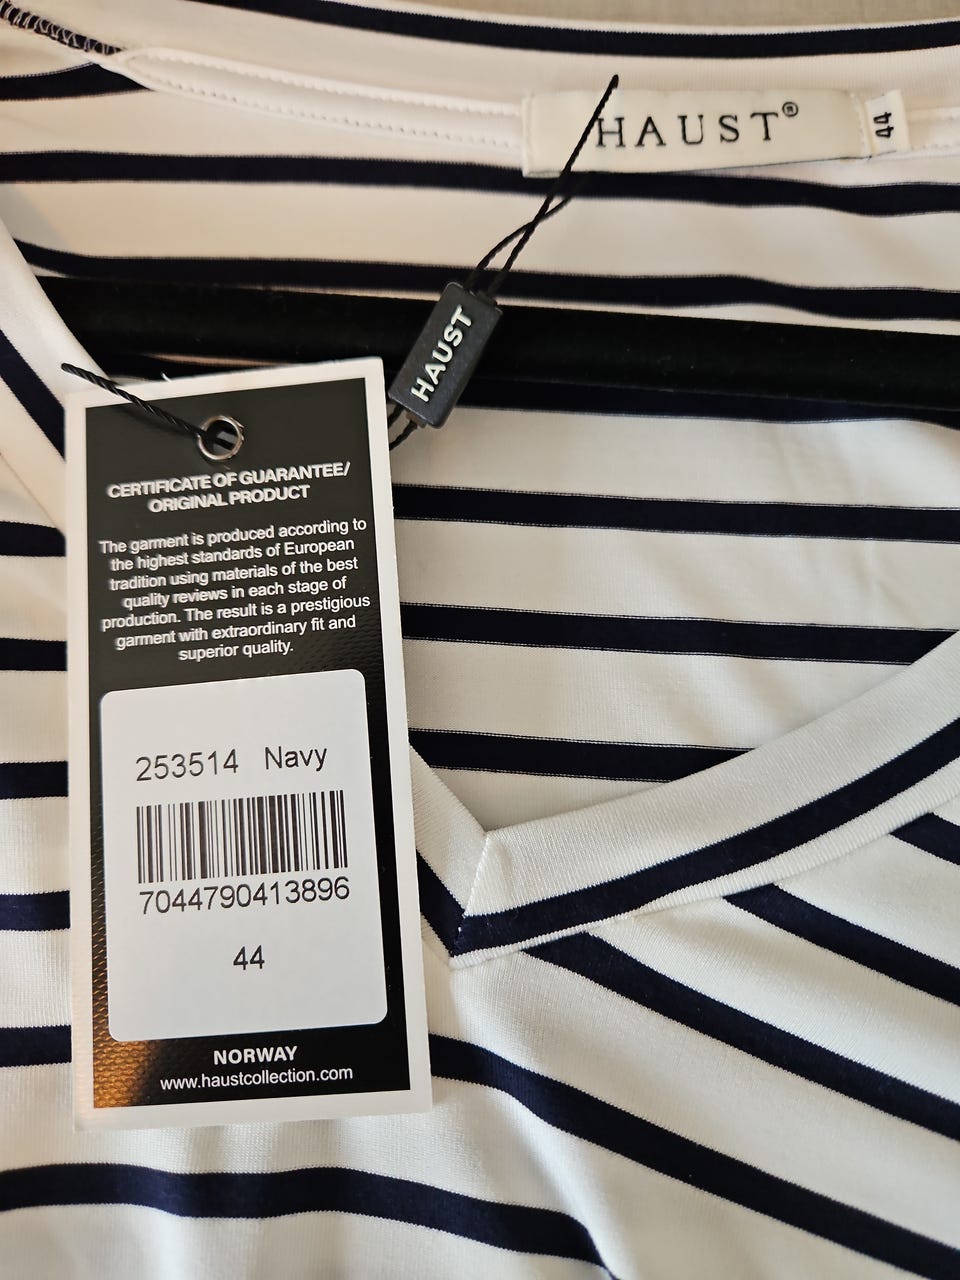 HAUST®
44
HAUST
CERTIFICATE OF GUARANTEE/
ORIGINAL PRODUCT
The garment is produced according to
the highest standards of European
tradition using materials of the best
quality reviews in each stage of
production. The result is a prestigious
garment with extraordinary fit and
superior quality.
253514 Navy
7044790413896
44
NORWAY
www.haustcollection.com